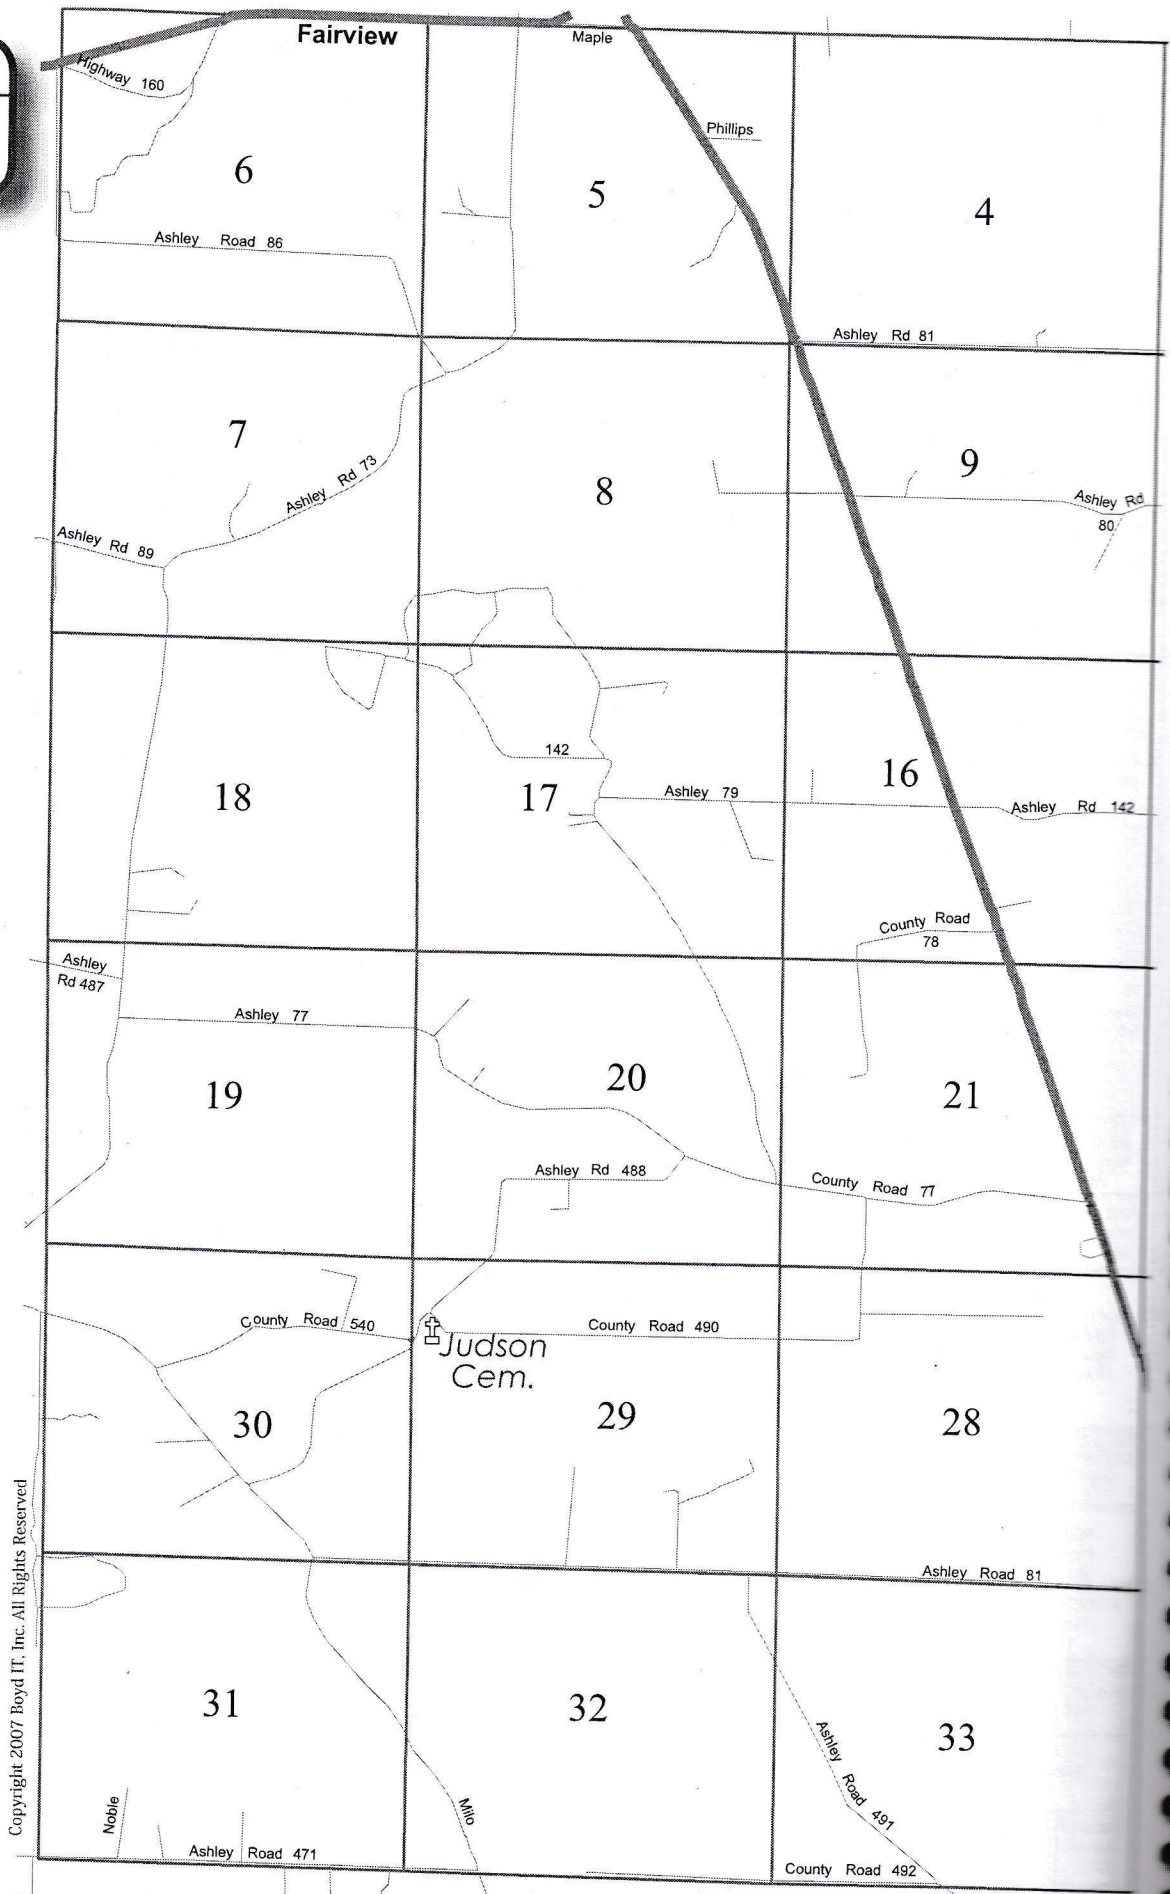 Fairview
Maple
Highway 160
Phillips
6
5
4
Ashley Road 86
Ashley Rd 81
7
8
9
Ashley Rd 73
Ashley Rd
80
Ashley Rd 89
142
18
17
16
Ashley 79
Ashley Rd 142
County Road
78
Ashley
Rd 487
Ashley 77
19
20
21
Ashley Rd 488
County Road 77
County Road 540
County Road 490
Judson
Cem.
30
29
28
Ashley Road 81
31
32
33
Ashley Road 491
Noble
Milo
Ashley Road 471
County Road 492
Copyright 2007 Boyd IT, Inc. All Rights Reserved